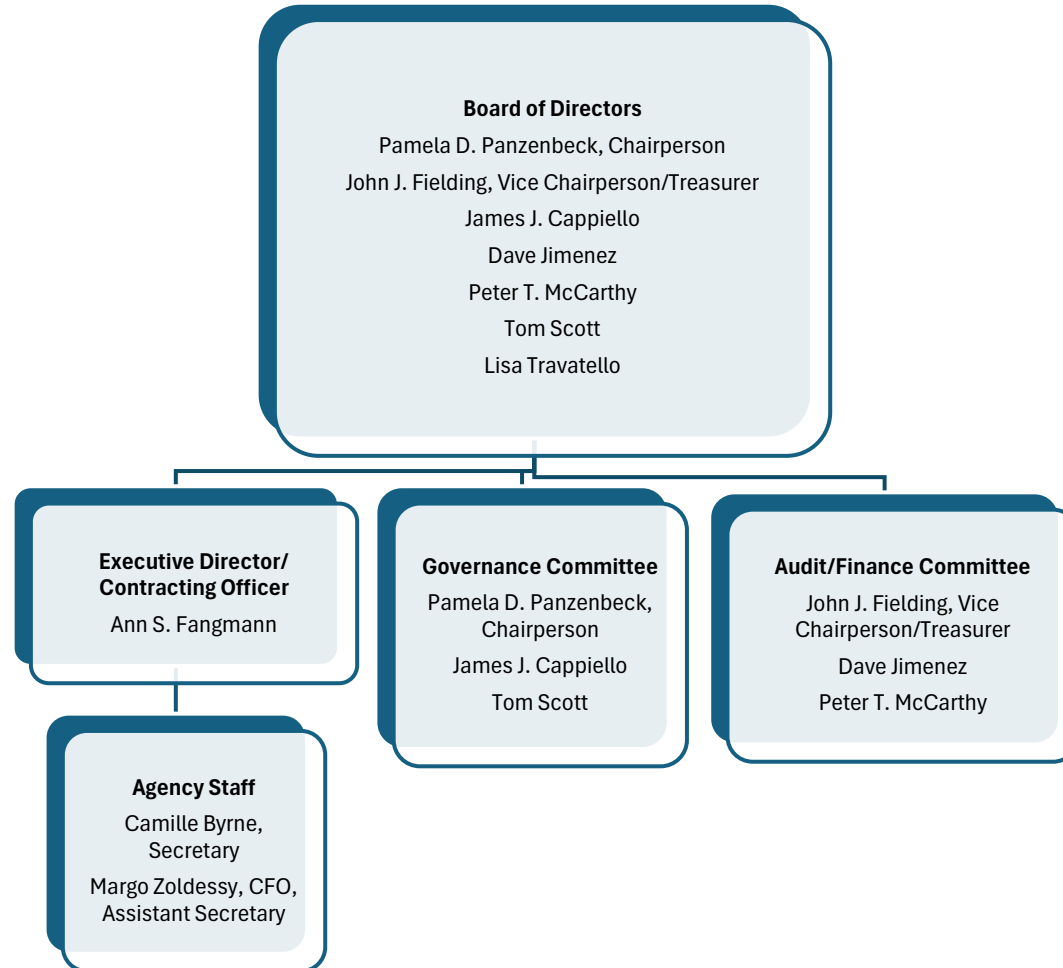 Board of Directors
Pamela D. Panzenbeck, Chairperson
John J. Fielding, Vice Chairperson/Treasurer
James J. Cappiello
Dave Jimenez
Peter T. McCarthy
Tom Scott
Lisa Travatello
Executive Director/
Contracting Officer
Ann S. Fangmann
Agency Staff
Camille Byrne,
Secretary
Margo Zoldessy, CFO,
Assistant Secretary
Governance Committee
Pamela D. Panzenbeck,
Chairperson
James J. Cappiello
Tom Scott
Audit/Finance Committee
John J. Fielding, Vice
Chairperson/Treasurer
Dave Jimenez
Peter T. McCarthy